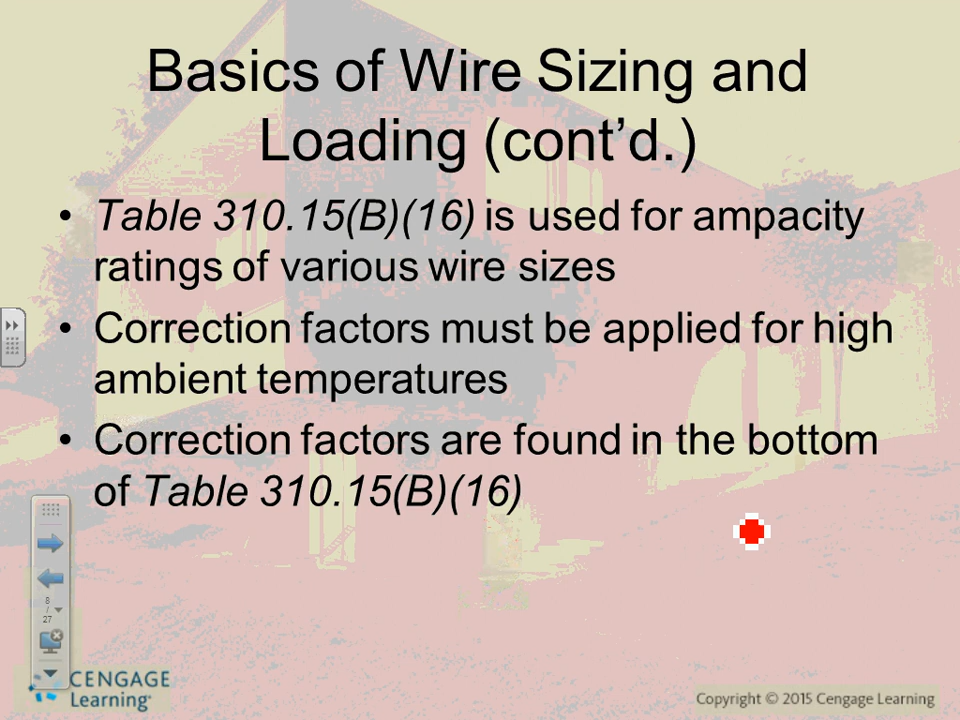 Basics of Wire Sizing and
Loading (cont’d.)
• Table 310.15(B)(16) is used for ampacity
ratings of various wire sizes
• Correction factors must be applied for high
ambient temperatures
• Correction factors are found in the bottom
of Table 310.15(B)(16)
8
/
27
CENGAGE
Learning™
Copyright © 2015 Cengage Learning